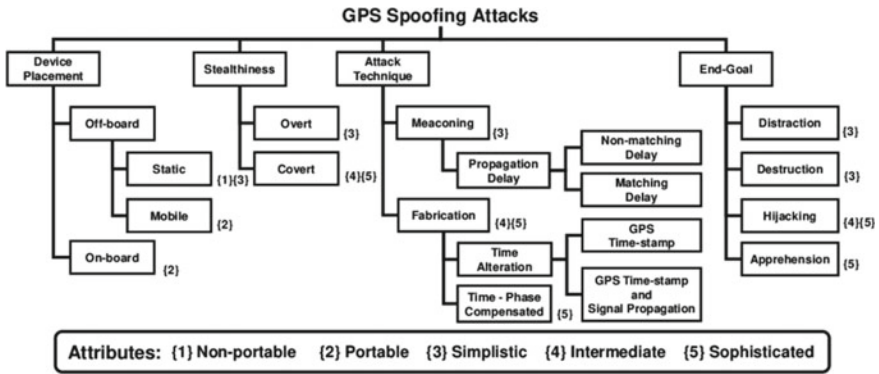 GPS Spoofing Attacks
Device
Placement
Stealthiness
Attack
Technique
End-Goal
Off-board
Static
{1}{3}
Mobile
{2}
On-board
{2}
Overt
{3}
Covert
{4}{5}
Meaconing
{3}
Propagation
Delay
Non-matching
Delay
Matching
Delay
Fabrication
{4}{5}
Time
Alteration
GPS
Time-stamp
GPS Time-stamp
and
Signal Propagation
Time - Phase
Compensated
{5}
Distraction
{3}
Destruction
{3}
Hijacking
{4}{5}
Apprehension
{5}
Attributes: {1} Non-portable {2} Portable {3} Simplistic {4} Intermediate {5} Sophisticated